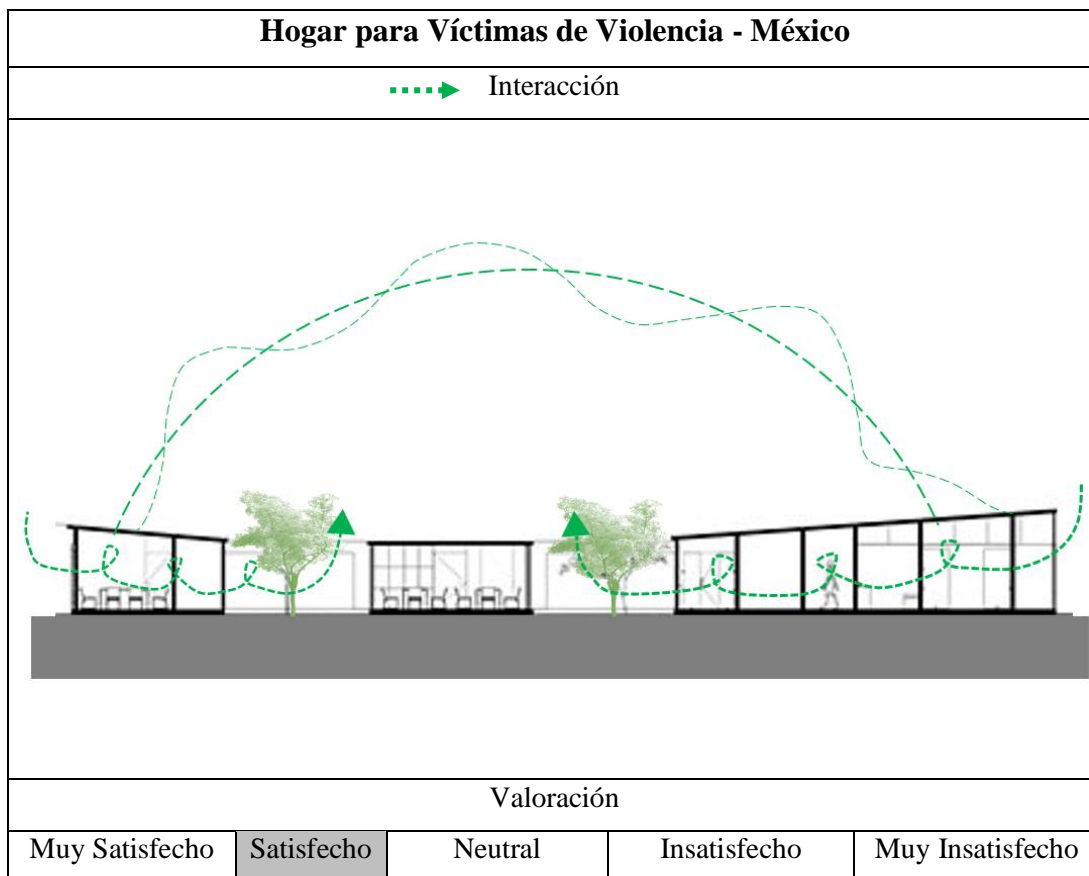 Hogar para Víctimas de Violencia - México
Interacción
Valoración
Muy Satisfecho Satisfecho Neutral Insatisfecho Muy Insatisfecho